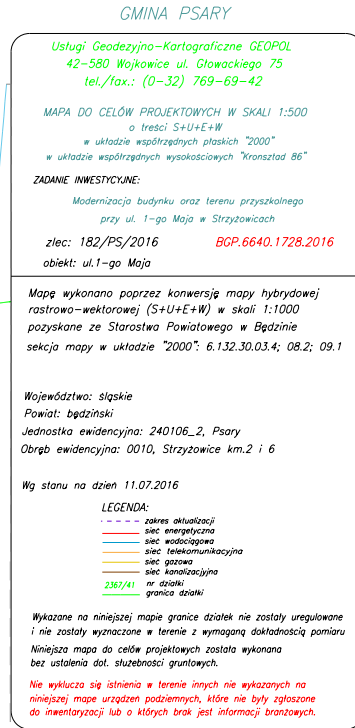 GMINA PSARY
Usługi Geodezyjno-Kartograficzne GEOPOL
42-580 Wojkowice ul. Głowackiego 75
tel./fax.: (0-32) 769-69-42
MAPA DO CELÓW PROJEKTOWYCH W SKALI 1:500
o treści S+U+E+W
w układzie współrzędnych płaskich "2000"
w układzie współrzędnych wysokościowych "Kronsztad 86"
ZADANIE INWESTYCYJNE:
Modernizacja budynku oraz terenu przyszkolnego
przy ul. 1-go Maja w Strzyżowicach
zlec: 182/PS/2016 BGP.6640.1728.2016
obiekt: ul.1-go Maja
Mapę wykonano poprzez konwersję mapy hybrydowej
rastrowo-wektorowej (S+U+E+W) w skali 1:1000
pozyskane ze Starostwa Powiatowego w Będzinie
sekcja mapy w układzie "2000": 6.132.30.03.4; 08.2; 09.1
Województwo: śląskie
Powiat: będziński
Jednostka ewidencyjna: 240106_2, Psary
Obręb ewidencyjna: 0010, Strzyżowice km.2 i 6
Wg stanu na dzień 11.07.2016
LEGENDA:
zakres aktualizacji
sieć energetyczna
sieć wodociągowa
sieć telekomunikacyjna
sieć gazowa
sieć kanalizacyjna
2367/41 nr działki
granica działki
Wykazane na niniejszej mapie granice działek nie zostały uregulowane
i nie zostały wyznaczone w terenie z wymaganą dokładnością pomiaru
Niniejsza mapa do celów projektowych została wykonana
bez ustalenia dot. służebności gruntowych.
Nie wyklucza się istnienia w terenie innych nie wykazanych na
niniejszej mapie urządzeń podziemnych, które nie były zgłoszone
do inwentaryzacji lub o których brak jest informacji branżowych.